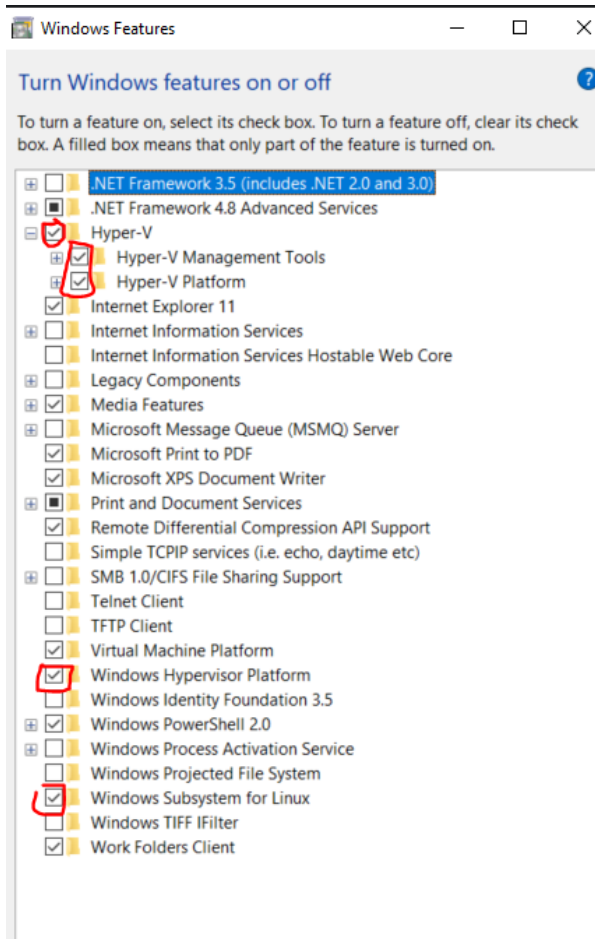 Windows Features
Turn Windows features on or off
?
To turn a feature on, select its check box. To turn a feature off, clear its check
box. A filled box means that only part of the feature is turned on.
.NET Framework 3.5 (includes .NET 2.0 and 3.0)
.NET Framework 4.8 Advanced Services
Hyper-V
Hyper-V Management Tools
Hyper-V Platform
Internet Explorer 11
Internet Information Services
Internet Information Services Hostable Web Core
Legacy Components
Media Features
Microsoft Message Queue (MSMQ) Server
Microsoft Print to PDF
Microsoft XPS Document Writer
Print and Document Services
Remote Differential Compression API Support
Simple TCPIP services (i.e. echo, daytime etc)
SMB 1.0/CIFS File Sharing Support
Telnet Client
TFTP Client
Virtual Machine Platform
Windows Hypervisor Platform
Windows Identity Foundation 3.5
Windows PowerShell 2.0
Windows Process Activation Service
Windows Projected File System
Windows Subsystem for Linux
Windows TIFF IFilter
Work Folders Client